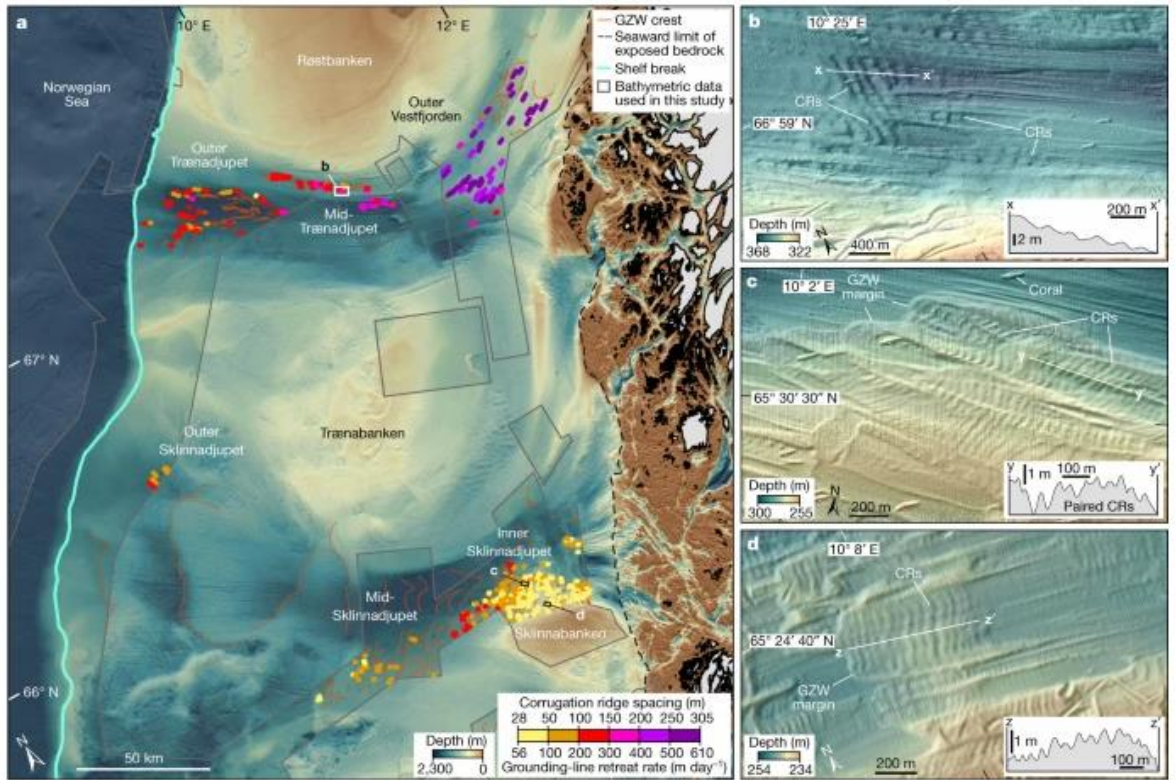 a
10° E
12° E
GZW crest
Seaward limit of
exposed bedrock
Shelf break
Bathymetric data
used in this study
Norwegian
Sea
Røstbanken
Outer
Vestfjorden
Outer
Trænadjupet
b
Mid-
Trænadjupet
67° N
Trænabanken
Outer
Sklinnadjupet
Inner
Sklinnadjupet
c
Mid-
Sklinnadjupet
d
Sklinnabanken
66° N
N
50 km
Depth (m)
2,300 0
Corrugation ridge spacing (m)
28 50 100 150 200 250 305
56 100 200 300 400 500 610
Grounding-line retreat rate (m day⁻¹)
b
10° 25′ E
x x′
CRs
66° 59′ N
CRs
Depth (m)
368 322
N
400 m
x x′
200 m
2 m
c
10° 2′ E
GZW
margin
Coral
CRs
y
y′
65° 30′ 30″ N
Depth (m)
300 255
N
200 m
y y′
1 m 100 m
Paired CRs
d
10° 8′ E
CRs
z′
65° 24′ 40″ N
z
GZW
margin
Depth (m)
254 234
N
200 m
z z′
1 m
100 m